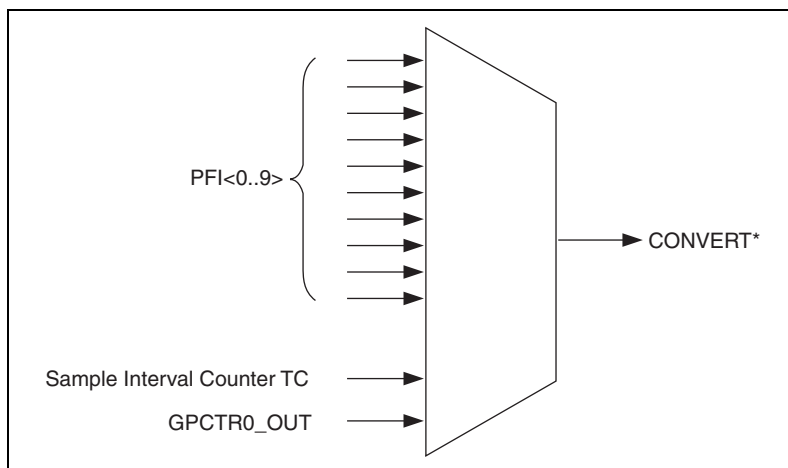 PFI<0..9>
CONVERT*
Sample Interval Counter TC
GPCTR0_OUT